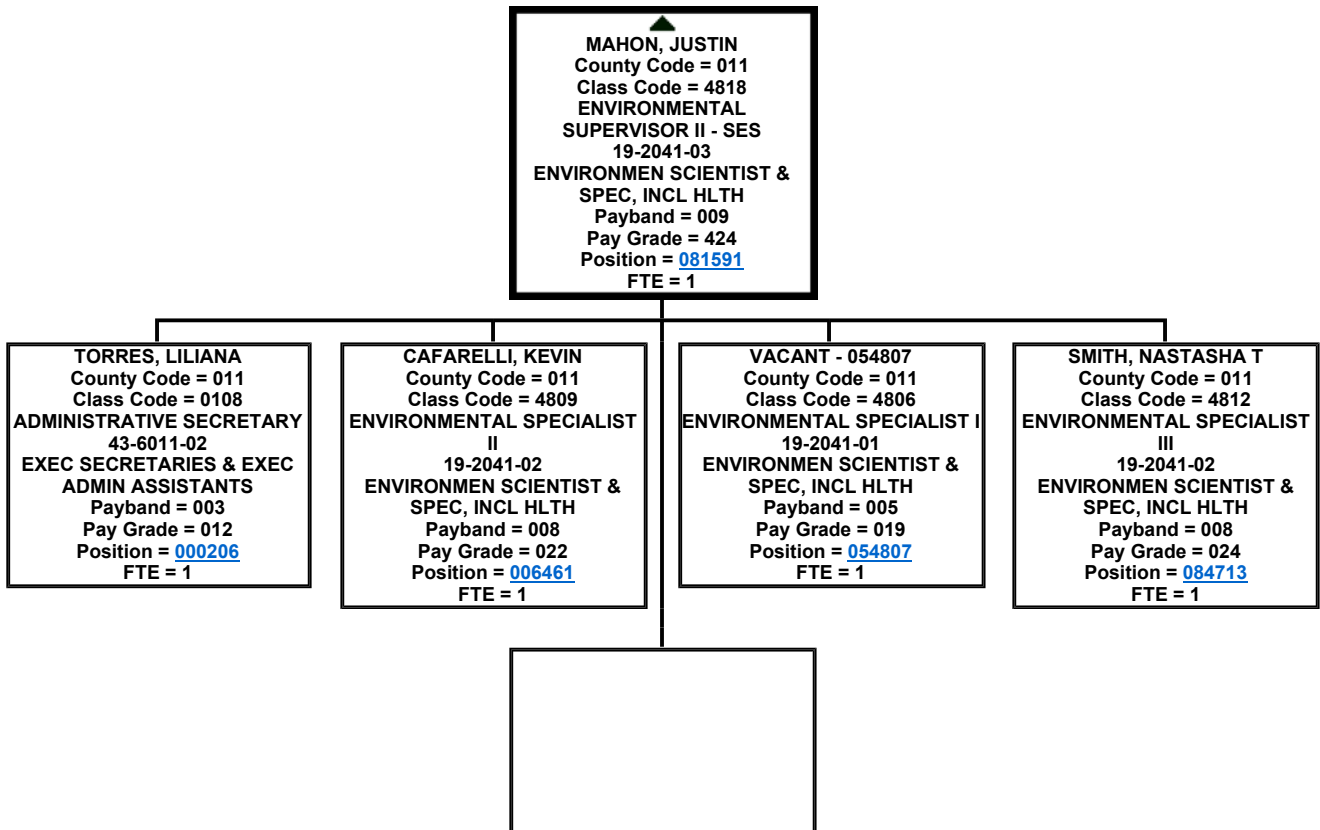 MAHON, JUSTIN
County Code = 011
Class Code = 4818
ENVIRONMENTAL
SUPERVISOR II - SES
19-2041-03
ENVIRONMEN SCIENTIST &
SPEC, INCL HLTH
Payband = 009
Pay Grade = 424
Position = 081591
FTE = 1
TORRES, LILIANA
County Code = 011
Class Code = 0108
ADMINISTRATIVE SECRETARY
43-6011-02
EXEC SECRETARIES & EXEC
ADMIN ASSISTANTS
Payband = 003
Pay Grade = 012
Position = 000206
FTE = 1
CAFARELLI, KEVIN
County Code = 011
Class Code = 4809
ENVIRONMENTAL SPECIALIST
II
19-2041-02
ENVIRONMEN SCIENTIST &
SPEC, INCL HLTH
Payband = 008
Pay Grade = 022
Position = 006461
FTE = 1
VACANT - 054807
County Code = 011
Class Code = 4806
ENVIRONMENTAL SPECIALIST I
19-2041-01
ENVIRONMEN SCIENTIST &
SPEC, INCL HLTH
Payband = 005
Pay Grade = 019
Position = 054807
FTE = 1
SMITH, NASTASHA T
County Code = 011
Class Code = 4812
ENVIRONMENTAL SPECIALIST
III
19-2041-02
ENVIRONMEN SCIENTIST &
SPEC, INCL HLTH
Payband = 008
Pay Grade = 024
Position = 084713
FTE = 1